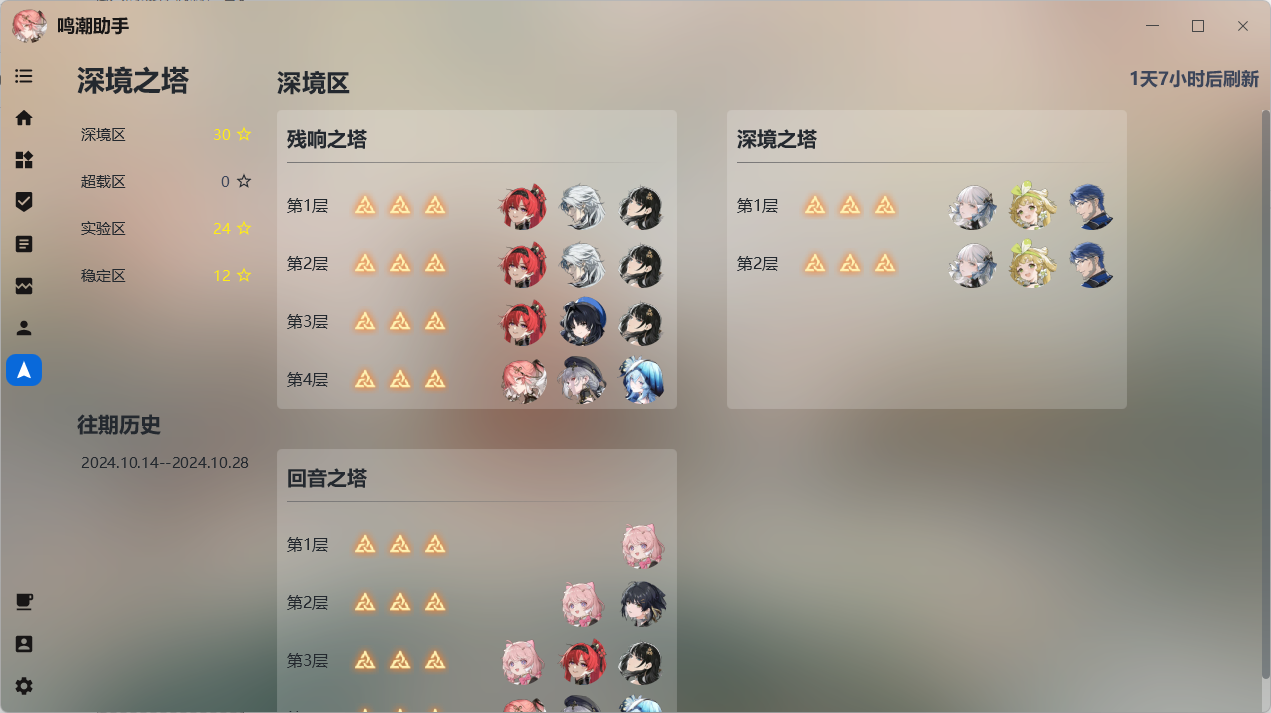 鸣潮助手
深境之塔
深境区 30
超载区 0
实验区 24
稳定区 12
往期历史
2024.10.14--2024.10.28
深境区
1天7小时后刷新
残响之塔
第1层
第2层
第3层
第4层
深境之塔
第1层
第2层
回音之塔
第1层
第2层
第3层